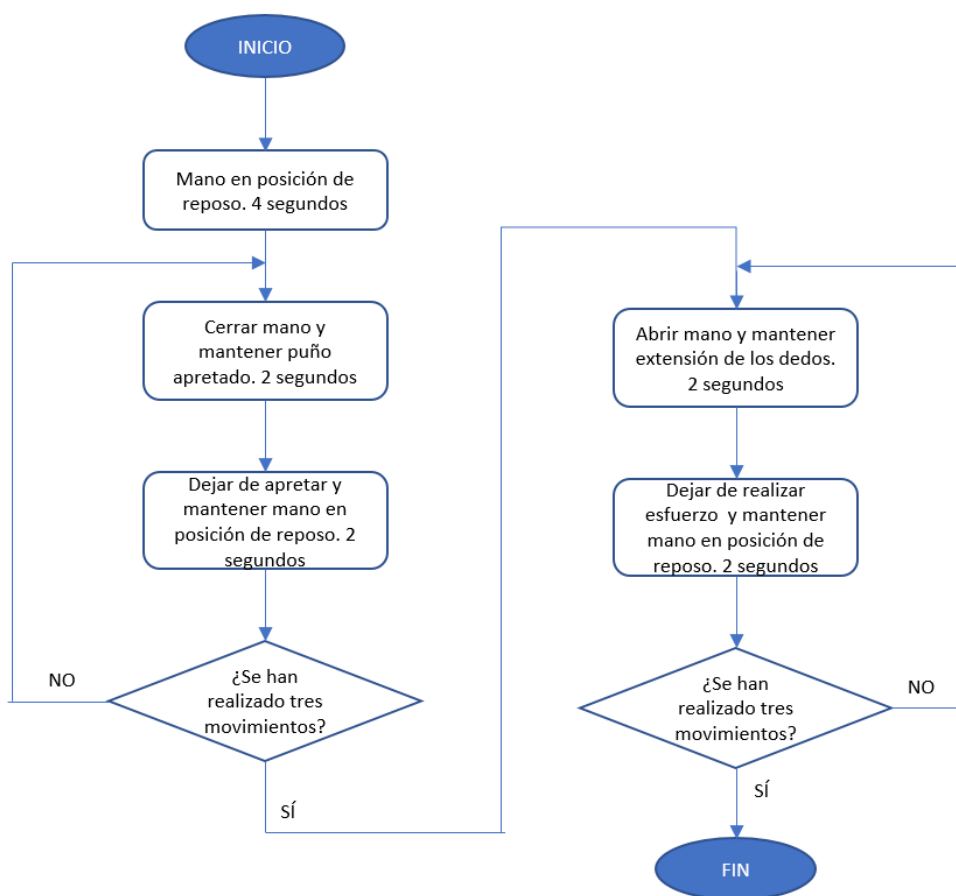 INICIO
Mano en posición de
reposo. 4 segundos
Cerrar mano y
mantener puño
apretado. 2 segundos
Dejar de apretar y
mantener mano en
posición de reposo. 2
segundos
¿Se han
realizado tres
movimientos?
NO
SÍ
Abrir mano y mantener
extensión de los dedos.
2 segundos
Dejar de realizar
esfuerzo  y mantener
mano en posición de
reposo. 2 segundos
¿Se han
realizado tres
movimientos?
NO
SÍ
FIN